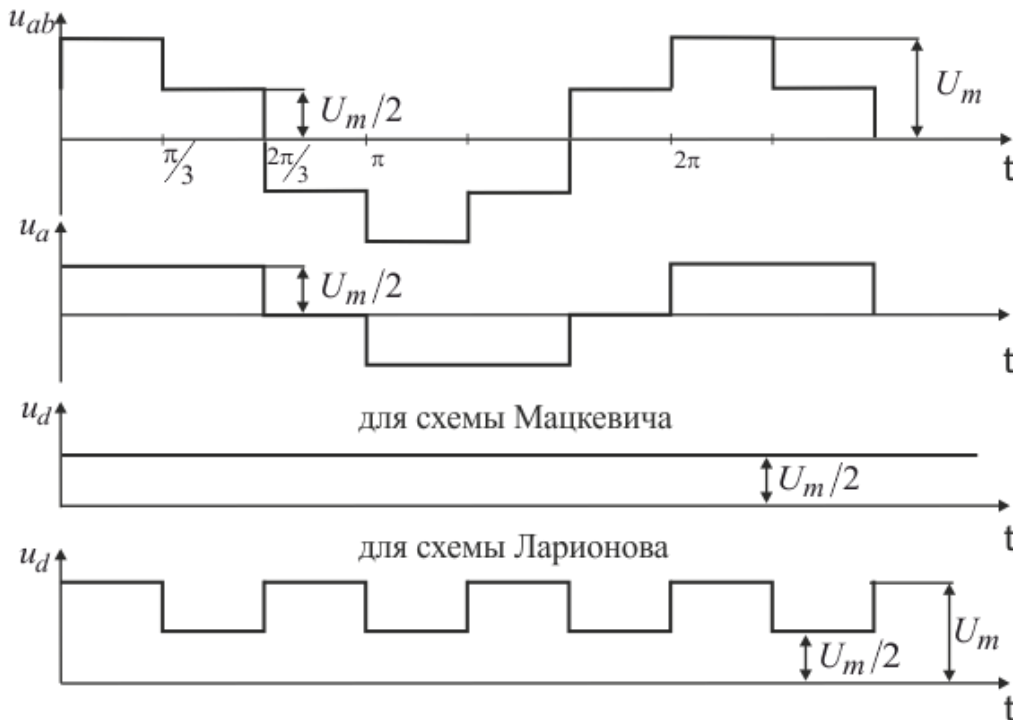 u_ab
U_m
U_m/2
π/3
2π/3
π
2π
t
u_a
U_m/2
t
u_d
для схемы Мацкевича
U_m/2
t
u_d
для схемы Ларионова
U_m
U_m/2
t